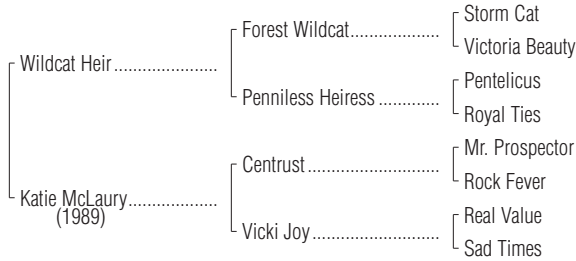 Storm Cat
Forest Wildcat....................
Victoria Beauty
Wildcat Heir.......................
Pentelicus
Penniless Heiress ..............
Royal Ties
Mr. Prospector
Centrust.............................
Rock Fever
Katie McLaury....................
(1989)
Real Value
Vicki Joy............................
Sad Times